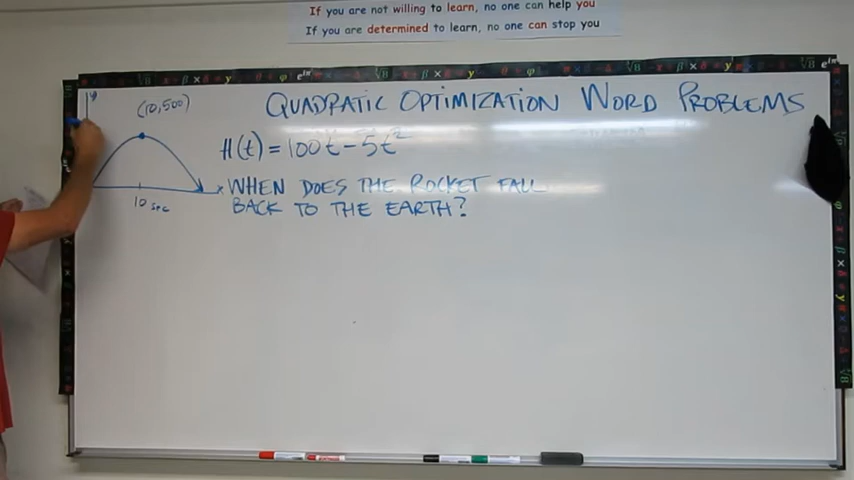 If you are not willing to learn, no one can help you
If you are determined to learn, no one can stop you
QUADRATIC OPTIMIZATION WORD PROBLEMS
y
(10,500)
H(t) = 100t - 5t²
x
WHEN DOES THE ROCKET FALL
BACK TO THE EARTH?
10 sec